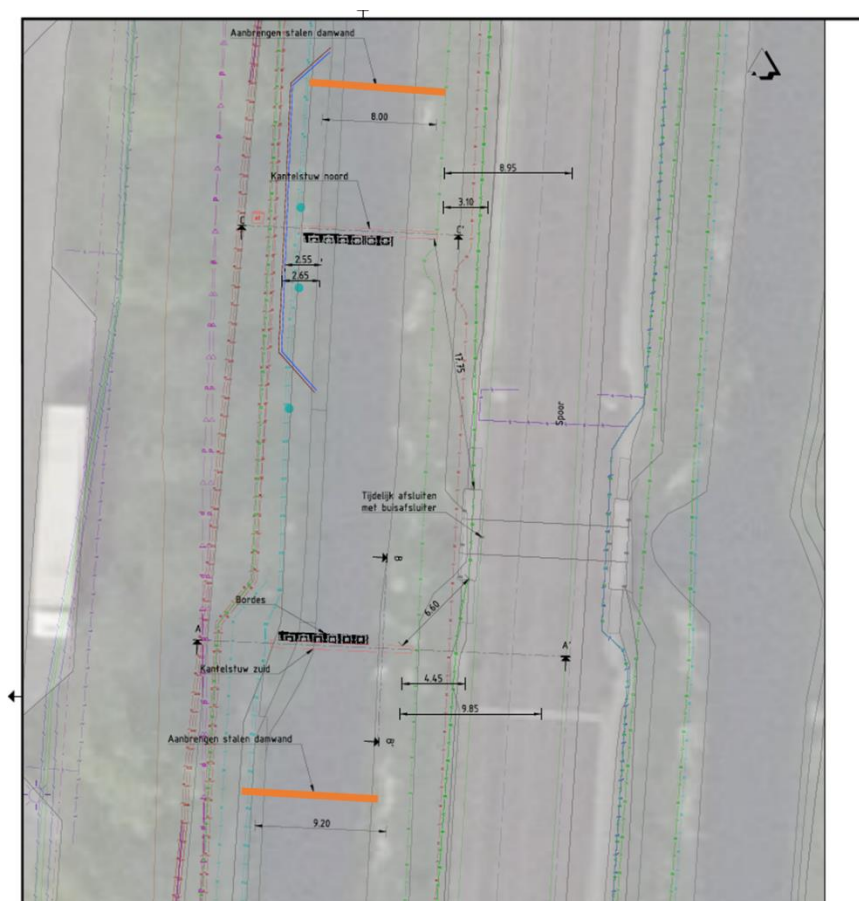 Aanbrengen stalen damwand
8.00
8.95
Kantelstuw noord
3.10
2.55
2.65
17.75
Spoor
Tijdelijk afsluiten
met buisafsluiter
B
6.60
Bordes
A
A'
Kantelstuw zuid
4.45
9.85
Aanbrengen stalen damwand
B'
9.20